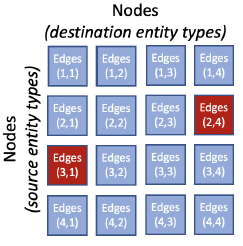 Nodes
(destination entity types)
Nodes
(source entity types)
Edges
(1,1)
Edges
(1,2)
Edges
(1,3)
Edges
(1,4)
Edges
(2,1)
Edges
(2,2)
Edges
(2,3)
Edges
(2,4)
Edges
(3,1)
Edges
(3,2)
Edges
(3,3)
Edges
(3,4)
Edges
(4,1)
Edges
(4,2)
Edges
(4,3)
Edges
(4,4)